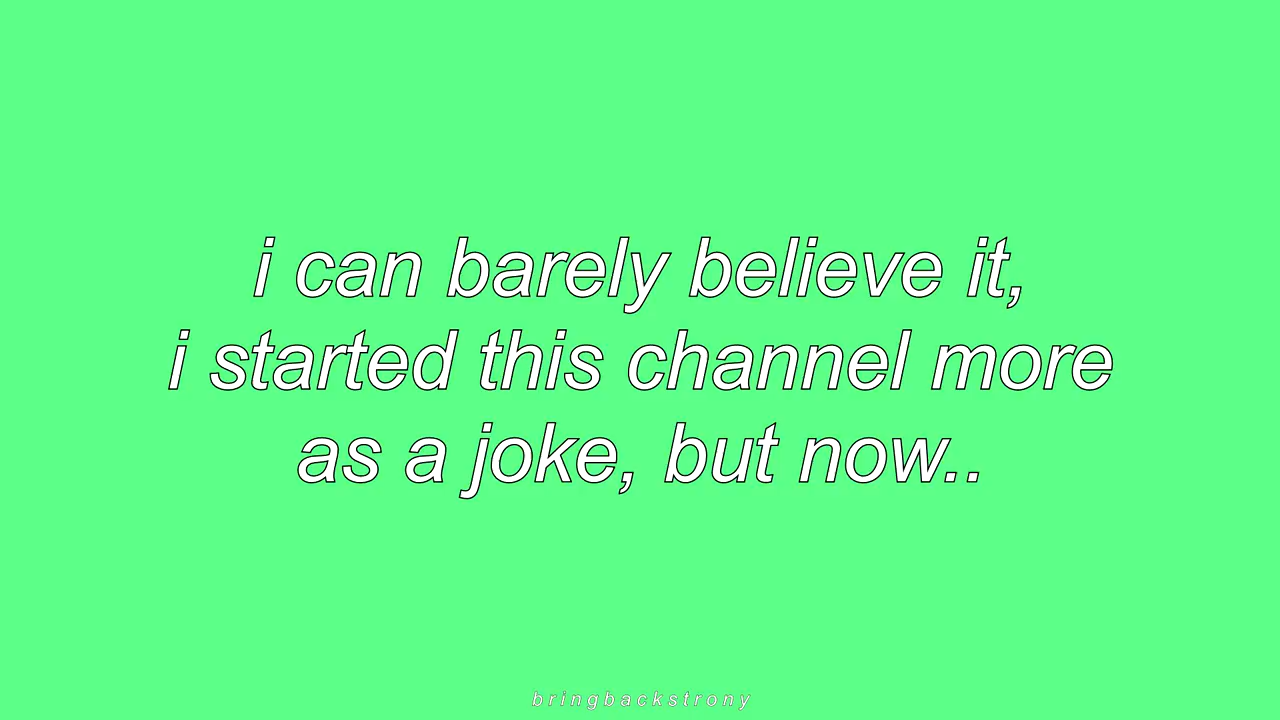 i can barely believe it,
i started this channel more
as a joke, but now..
bringbackstrony